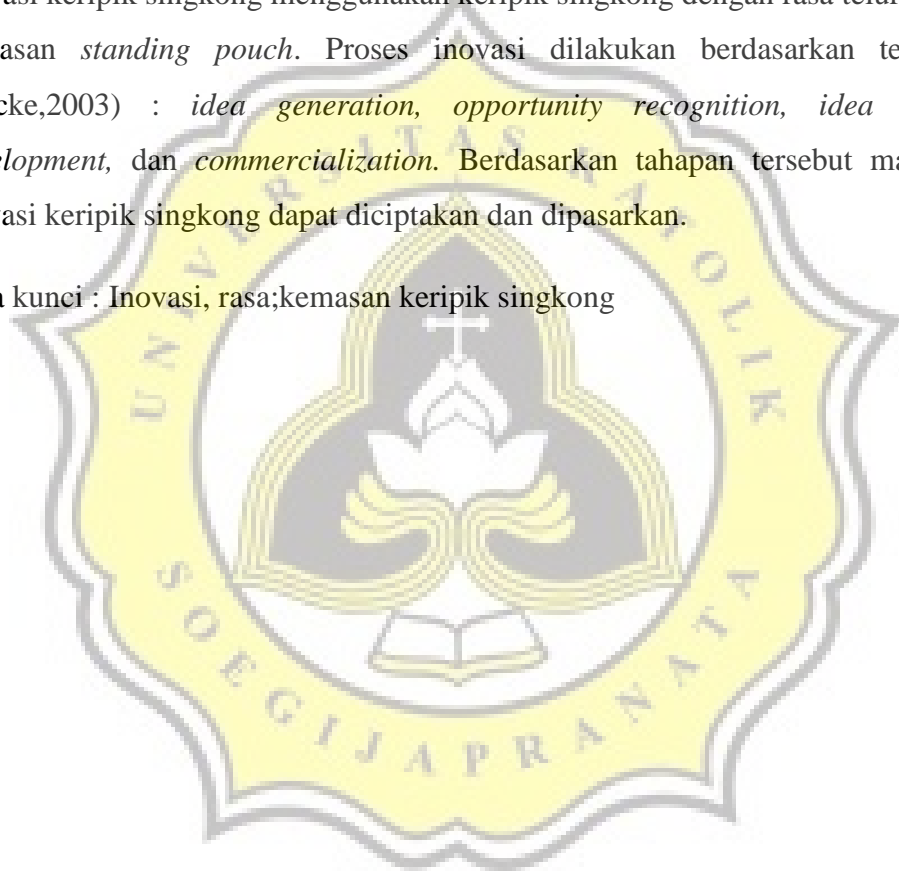 asi keripik singkong menggunakan keripik singkong dengan rasa telur
asan standing pouch. Proses inovasi dilakukan berdasarkan te
cke,2003) : idea generation, opportunity recognition, idea
elopment, dan commercialization. Berdasarkan tahapan tersebut ma
asi keripik singkong dapat diciptakan dan dipasarkan.
a kunci : Inovasi, rasa;kemasan keripik singkong
UNIVERSITAS KATOLIK
SOEGIJAPRANATA